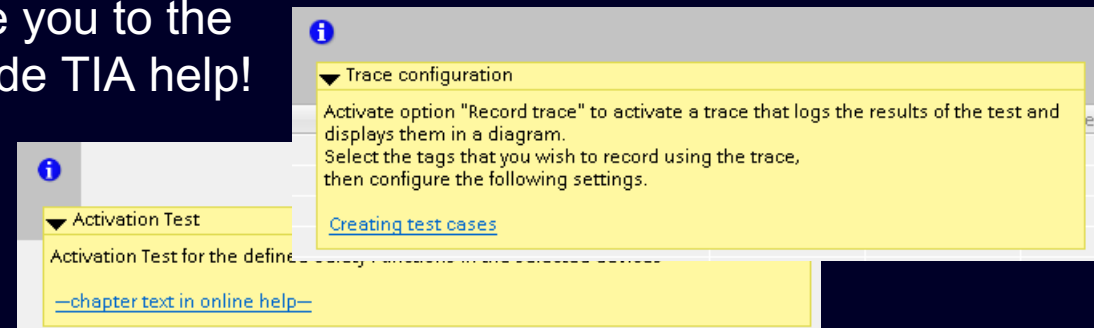 you to the
de TIA help!
Trace configuration
Activate option "Record trace" to activate a trace that logs the results of the test and
displays them in a diagram.
Select the tags that you wish to record using the trace,
then configure the following settings.
Creating test cases
Activation Test
Activation Test for the defined
—chapter text in online help—